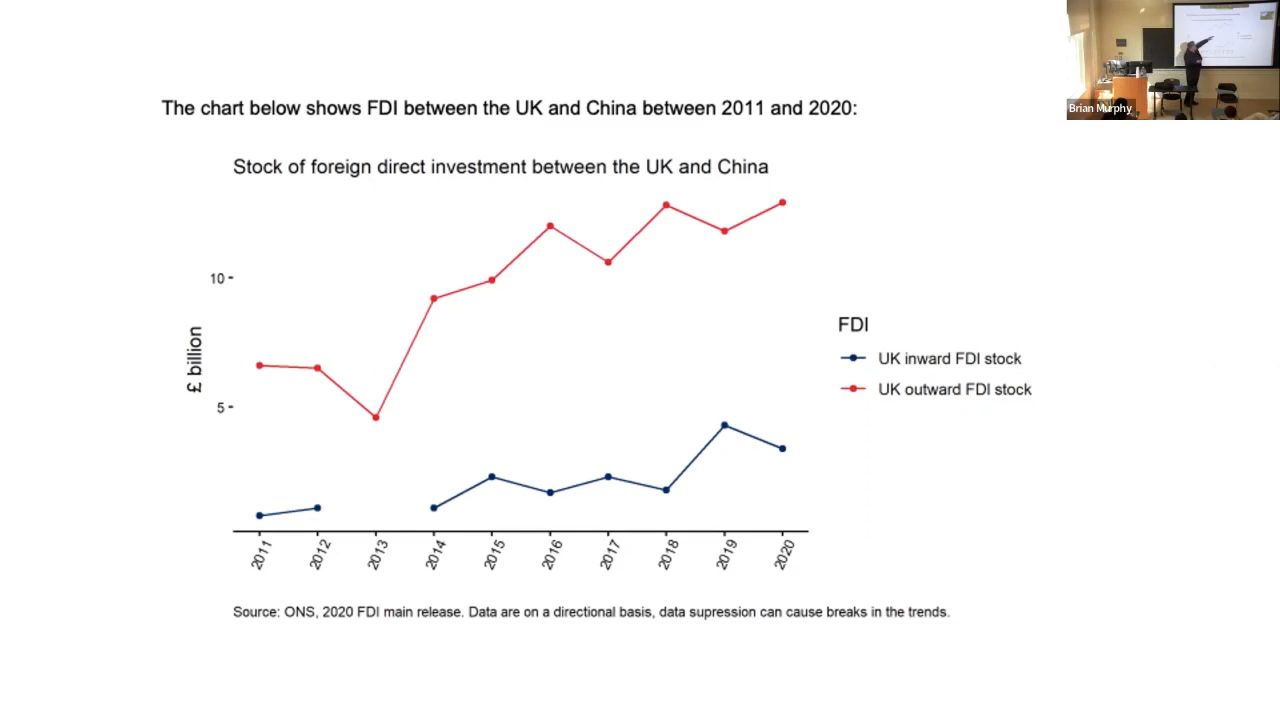 Brian Murphy
The chart below shows FDI between the UK and China between 2011 and 2020:
Stock of foreign direct investment between the UK and China
£ billion
10
5
2011
2012
2013
2014
2015
2016
2017
2018
2019
2020
FDI
UK inward FDI stock
UK outward FDI stock
Source: ONS, 2020 FDI main release. Data are on a directional basis, data supression can cause breaks in the trends.